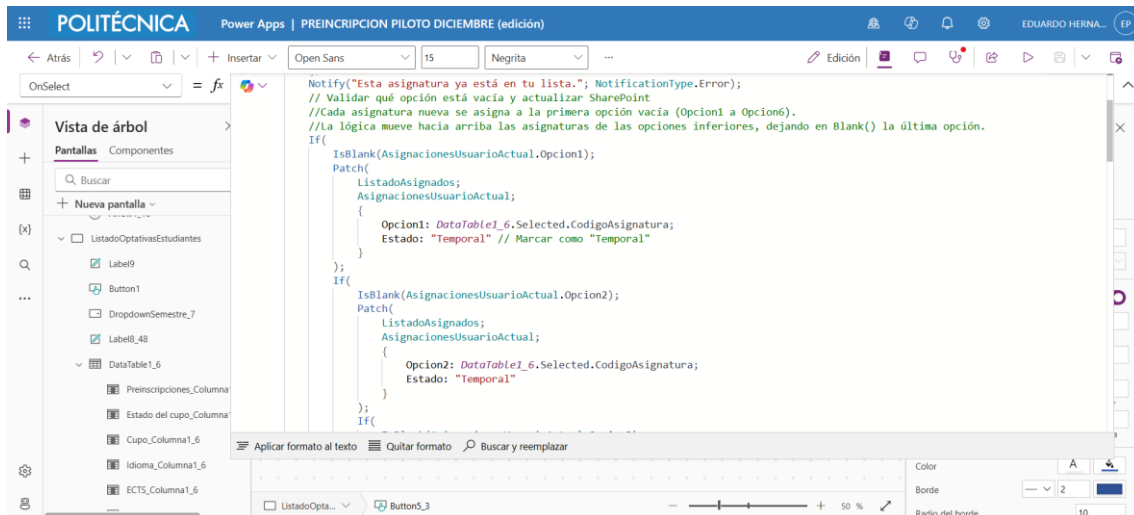 POLITÉCNICA
Power Apps | PREINCRIPCION PILOTO DICIEMBRE (edición)
EDUARDO HERNA...
EP
Atrás
Insertar
Open Sans
15
Negrita
...
Edición
OnSelect
= fx
Notify("Esta asignatura ya está en tu lista."; NotificationType.Error);
// Validar qué opción está vacía y actualizar SharePoint
//Cada asignatura nueva se asigna a la primera opción vacía (Opcion1 a Opcion6).
//La lógica mueve hacia arriba las asignaturas de las opciones inferiores, dejando en Blank() la última opción.
If(
IsBlank(AsignacionesUsuarioActual.Opcion1);
Patch(
ListadoAsignados;
AsignacionesUsuarioActual;
{
Opcion1: DataTable1_6.Selected.CodigoAsignatura;
Estado: "Temporal" // Marcar como "Temporal"
}
);
If(
IsBlank(AsignacionesUsuarioActual.Opcion2);
Patch(
ListadoAsignados;
AsignacionesUsuarioActual;
{
Opcion2: DataTable1_6.Selected.CodigoAsignatura;
Estado: "Temporal"
}
);
If(
Vista de árbol
Pantallas
Componentes
Buscar
Nueva pantalla
ListadoOptativasEstudiantes
Label9
Button1
DropdownSemestre_7
Label8_48
DataTable1_6
Preinscripciones_Columna
Estado del cupo_Columna
Cupo_Columna1_6
Idioma_Columna1_6
ECTS_Columna1_6
Aplicar formato al texto
Quitar formato
Buscar y reemplazar
ListadoOpta...
Button5_3
50 %
Color
A
Borde
2
Radio del borde
10